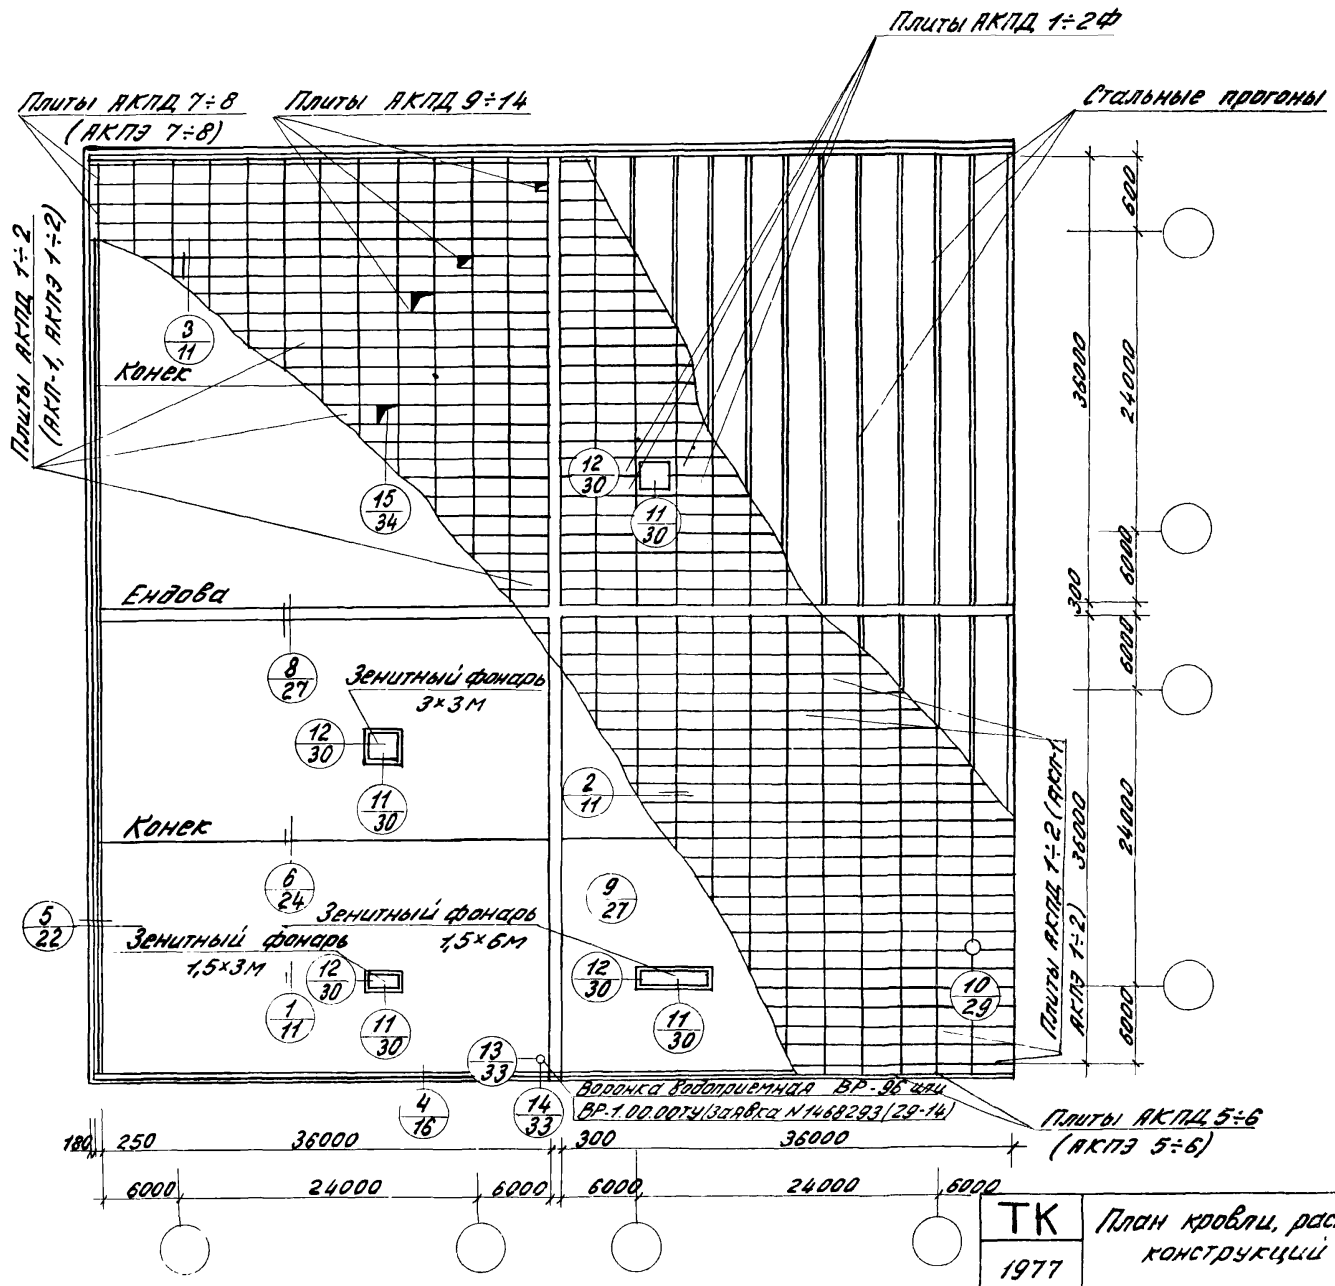 Плиты АКПД 1÷2Ф
Плиты АКПД 7÷8
(АКПЭ 7÷8)
Плиты АКПД 9÷14
Стальные прогоны
Плиты АКПД 1÷2
(АКП-1, АКПЭ 1÷2)
600
3
11
Конек
36000
24000
12
30
15
34
11
30
6000
Ендова
300
6000
8
27
Зенитный фонарь
3×3м
12
30
2
11
11
30
Конек
Плиты АКПД 1÷2 (АКП-1
АКПЭ 1÷2)
36000
24000
6
24
9
27
5
22
Зенитный фонарь
1,5×6м
Зенитный фонарь
1,5×3м
12
30
12
30
10
29
1
11
11
30
11
30
6000
13
33
Воронка водоприемная ВР-9б или
ВР-1.00.00ТУ(заявка N1468293/29-14)
4
16
14
33
Плиты АКПД 5÷6
(АКПЭ 5÷6)
180 250 36000 300 36000
6000 24000 6000 6000 24000 6000
ТК
1977
План кровли, рас
конструкций